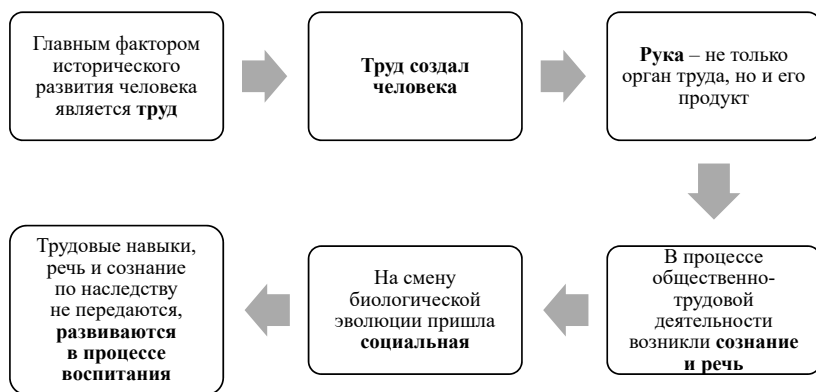 Главным фактором
исторического
развития человека
является труд
Труд создал
человека
Рука – не только
орган труда, но и его
продукт
В процессе
общественно-
трудовой
деятельности
возникли сознание
и речь
На смену
биологической
эволюции пришла
социальная
Трудовые навыки,
речь и сознание
по наследству
не передаются,
развиваются
в процессе
воспитания